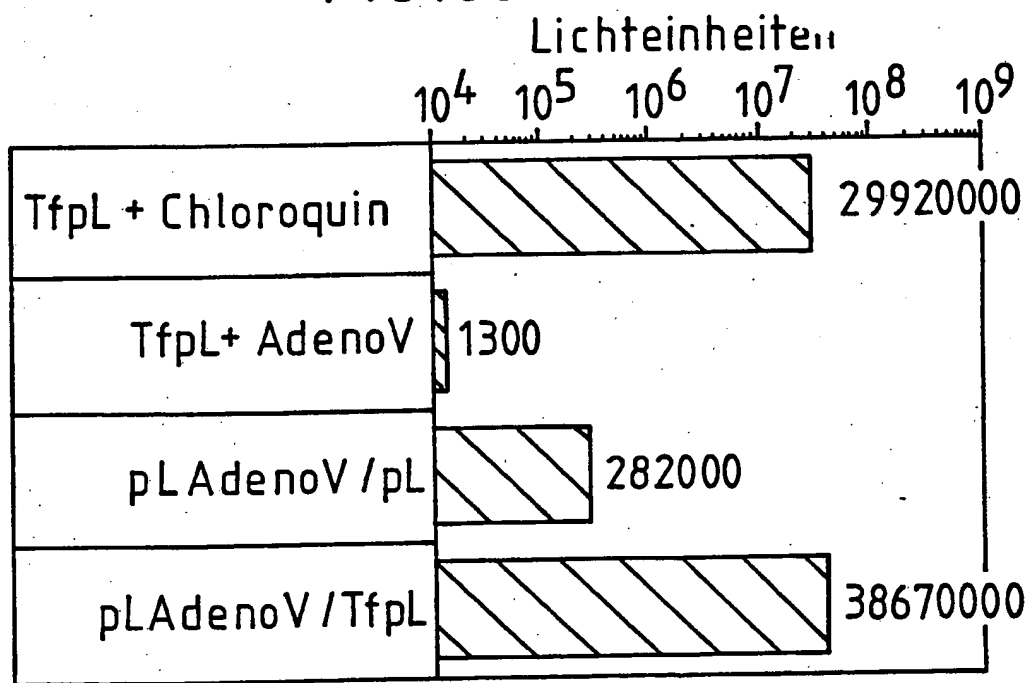 Lichteinheiten
10⁴ 10⁵ 10⁶ 10⁷ 10⁸ 10⁹
TfpL + Chloroquin 29920000
TfpL+ AdenoV 1300
pLAdenoV/pL 282000
pLAdenoV/TfpL 38670000